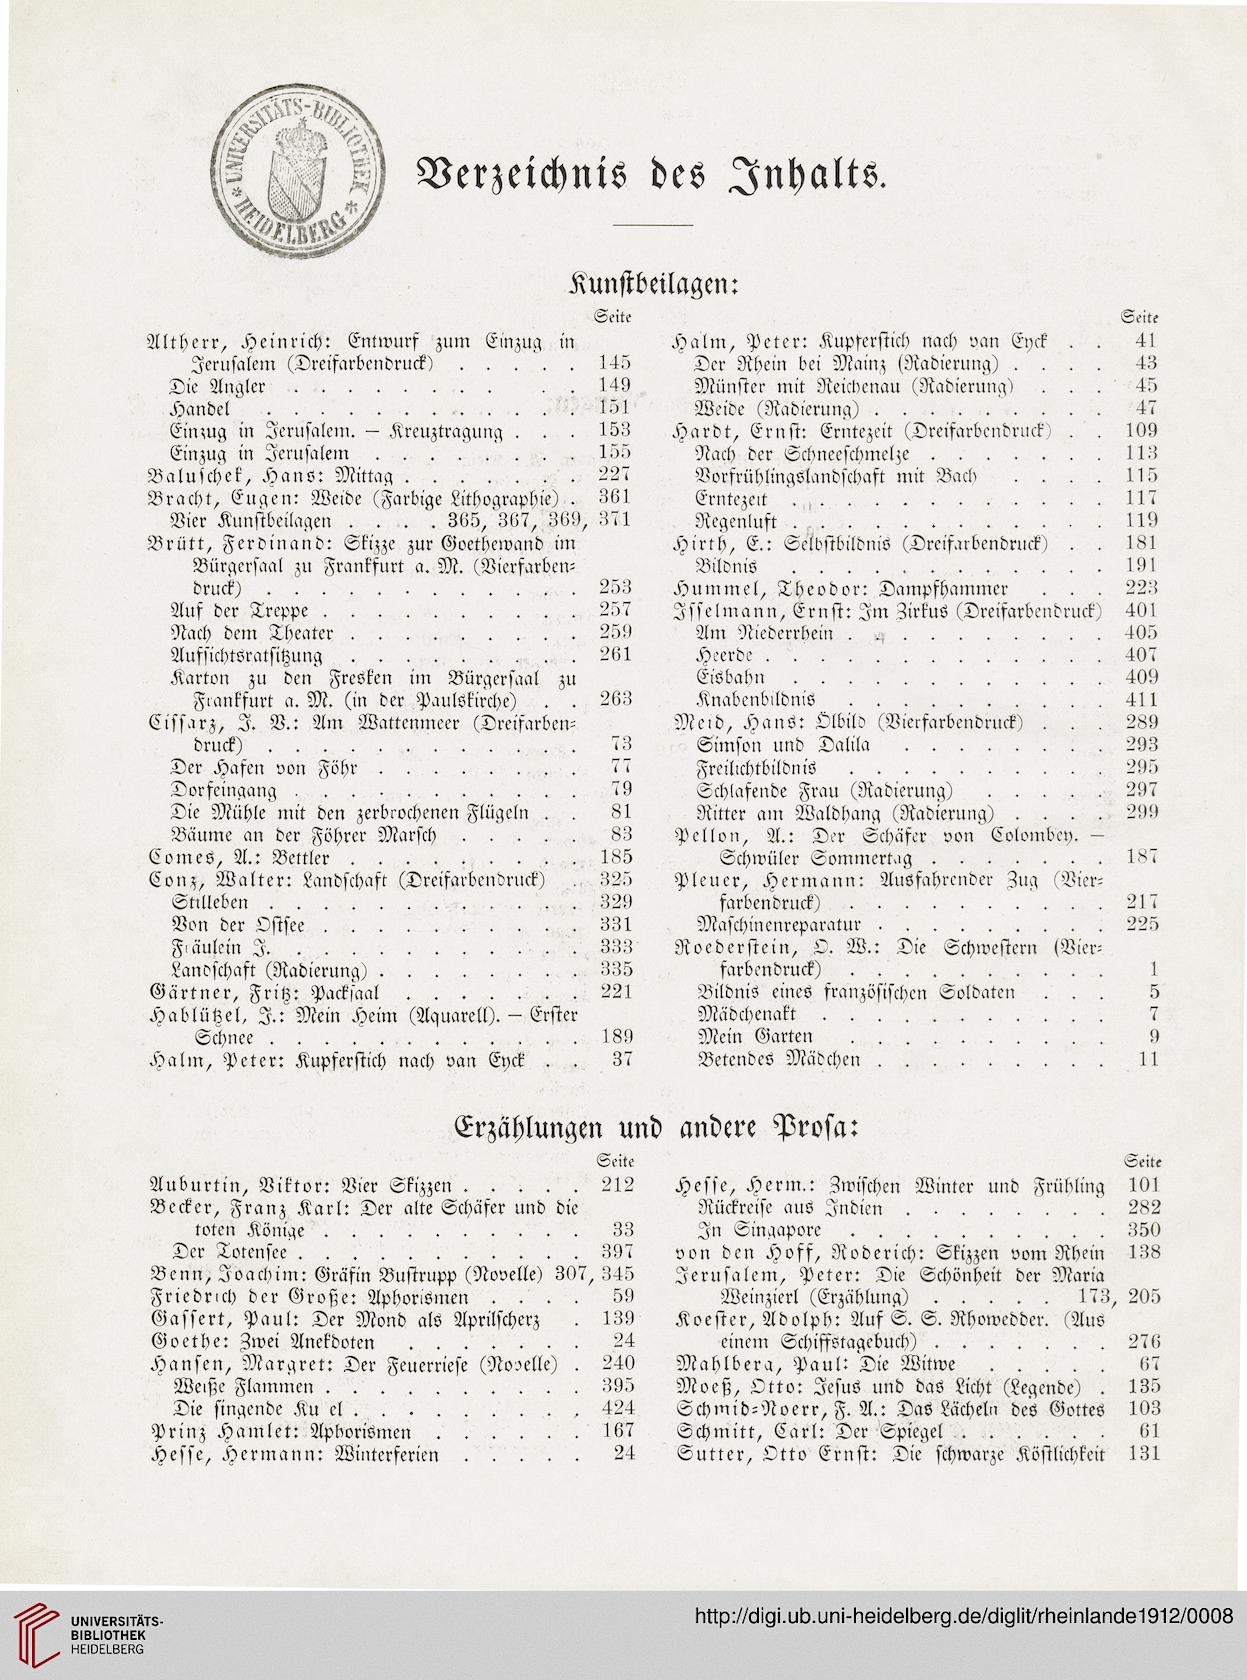 UNIVERSITÄTS-BIBLIOTHEK
* HEIDELBERG *
Verzeichnis des Inhalts.
Kunstbeilagen:
Seite
Altherr, Heinrich: Entwurf zum Einzug in
Jerusalem (Dreifarbendruck) . . . . . 145
Die Angler . . . . . . . . . . 149
Handel . . . . . . . . . . . 151
Einzug in Jerusalem. — Kreuztragung . . . 153
Einzug in Jerusalem . . . . . . . . 155
Baluschek, Hans: Mittag . . . . . . . 227
Bracht, Eugen: Weide (Farbige Lithographie) . 361
Vier Kunstbeilagen . . . . 365, 367, 369, 371
Brütt, Ferdinand: Skizze zur Goethewand im
Bürgersaal zu Frankfurt a. M. (Vierfarben-
druck) . . . . . . . . . . . . 253
Auf der Treppe . . . . . . . . . . 257
Nach dem Theater . . . . . . . . . 259
Aufsichtsratsitzung . . . . . . . . . 261
Karton zu den Fresken im Bürgersaal zu
Frankfurt a. M. (in der Paulskirche) . . 263
Cissarz, J. V.: Am Wattenmeer (Dreifarben-
druck) . . . . . . . . . . . . 73
Der Hafen von Föhr . . . . . . . . 77
Dorfeingang . . . . . . . . . . . 79
Die Mühle mit den zerbrochenen Flügeln . . 81
Bäume an der Föhrer Marsch . . . . . 83
Comes, A.: Bettler . . . . . . . . . 185
Conz, Walter: Landschaft (Dreifarbendruck) . 325
Stilleben . . . . . . . . . . . . 329
Von der Ostsee . . . . . . . . . . 331
Fräulein J. . . . . . . . . . . . 333
Landschaft (Radierung) . . . . . . . . 335
Gärtner, Fritz: Packsaal . . . . . . . 221
Hablützel, J.: Mein Heim (Aquarell). — Erster
Schnee . . . . . . . . . . . . 189
Halm, Peter: Kupferstich nach van Eyck . . 37
Seite
Halm, Peter: Kupferstich nach van Eyck . . 41
Der Rhein bei Mainz (Radierung) . . . . 43
Münster mit Reichenau (Radierung) . . . 45
Weide (Radierung) . . . . . . . . . 47
Hardt, Ernst: Erntezeit (Dreifarbendruck) . . 109
Nach der Schneeschmelze . . . . . . . 113
Vorfrühlingslandschaft mit Bach . . . . 115
Erntezeit . . . . . . . . . . . . 117
Regenluft . . . . . . . . . . . . 119
Hirth, E.: Selbstbildnis (Dreifarbendruck) . . 181
Bildnis . . . . . . . . . . . . 191
Hummel, Theodor: Dampfhammer . . . 223
Isselmann, Ernst: Im Zirkus (Dreifarbendruck) 401
Am Niederrhein . . . . . . . . . . 405
Heerde . . . . . . . . . . . . . 407
Eisbahn . . . . . . . . . . . . 409
Knabenbildnis . . . . . . . . . . 411
Meid, Hans: Ölbild (Vierfarbendruck) . . . 289
Simson und Dalila . . . . . . . . 293
Freilichtbildnis . . . . . . . . . . 295
Schlafende Frau (Radierung) . . . . . 297
Ritter am Waldhang (Radierung) . . . . 299
Pellon, A.: Der Schäfer von Colombey. —
Schwüler Sommertag . . . . . . . 187
Pleuer, Hermann: Ausfahrender Zug (Vier-
farbendruck) . . . . . . . . . . 217
Maschinenreparatur . . . . . . . . . 225
Roederstein, O. W.: Die Schwestern (Vier-
farbendruck) . . . . . . . . . . 1
Bildnis eines französischen Soldaten . . . 5
Mädchenakt . . . . . . . . . . . 7
Mein Garten . . . . . . . . . . 9
Betendes Mädchen . . . . . . . . . 11
Erzählungen und andere Prosa:
Seite
Auburtin, Viktor: Vier Skizzen . . . . . 212
Becker, Franz Karl: Der alte Schäfer und die
toten Könige . . . . . . . . . . 33
Der Totensee . . . . . . . . . . . 397
Benn, Joachim: Gräfin Bustrupp (Novelle) 307, 345
Friedrich der Große: Aphorismen . . . . 59
Gassert, Paul: Der Mond als Aprilscherz . 139
Goethe: Zwei Anekdoten . . . . . . . 24
Hansen, Margret: Der Feuerriese (Novelle) . 240
Weiße Flammen . . . . . . . . . . 395
Die singende Ku el . . . . . . . . . 424
Prinz Hamlet: Aphorismen . . . . . . 167
Hesse, Hermann: Winterferien . . . . . 24
Seite
Hesse, Herm.: Zwischen Winter und Frühling 101
Rückreise aus Indien . . . . . . . . 282
In Singapore . . . . . . . . . . 350
von den Hoff, Roderich: Skizzen vom Rhein 138
Jerusalem, Peter: Die Schönheit der Maria
Weinzierl (Erzählung) . . . . . 173, 205
Koester, Adolph: Auf S. S. Rhowedder. (Aus
einem Schiffstagebuch) . . . . . . . 276
Mahlberg, Paul: Die Witwe . . . . . 67
Moeß, Otto: Jesus und das Licht (Legende) . 135
Schmid-Noerr, F. A.: Das Lächeln des Gottes 103
Schmitt, Carl: Der Spiegel . . . . . . 61
Sutter, Otto Ernst: Die schwarze Köstlichkeit 131
UNIVERSITÄTS-
BIBLIOTHEK
HEIDELBERG
http://digi.ub.uni-heidelberg.de/diglit/rheinlande1912/0008